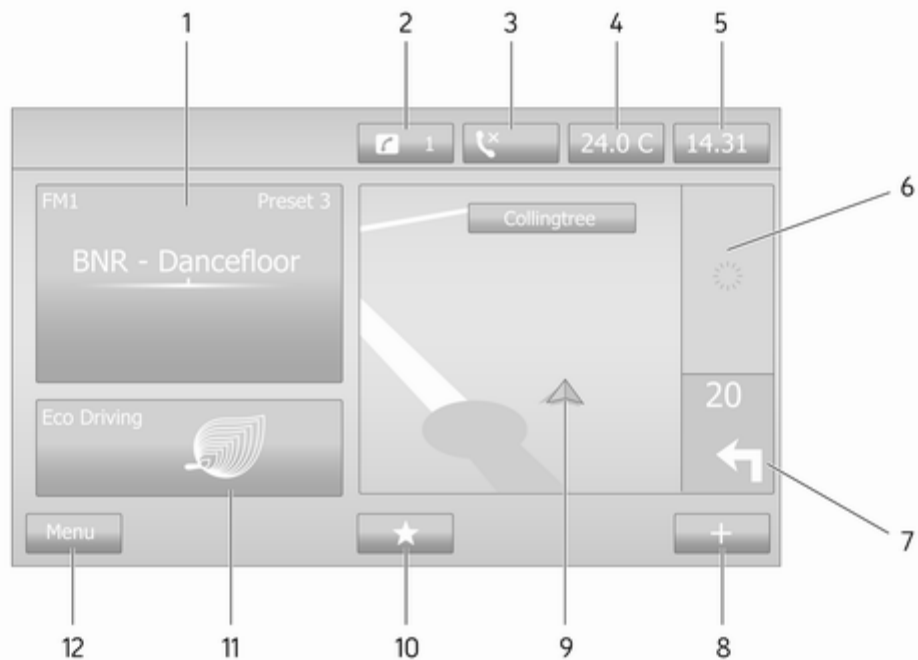 1 2 3 4 5
1 24.0 C 14.31
FM1 Preset 3
Collingtree
6
BNR - Dancefloor
20
Eco Driving
7
Menu
12 11 10 9 8